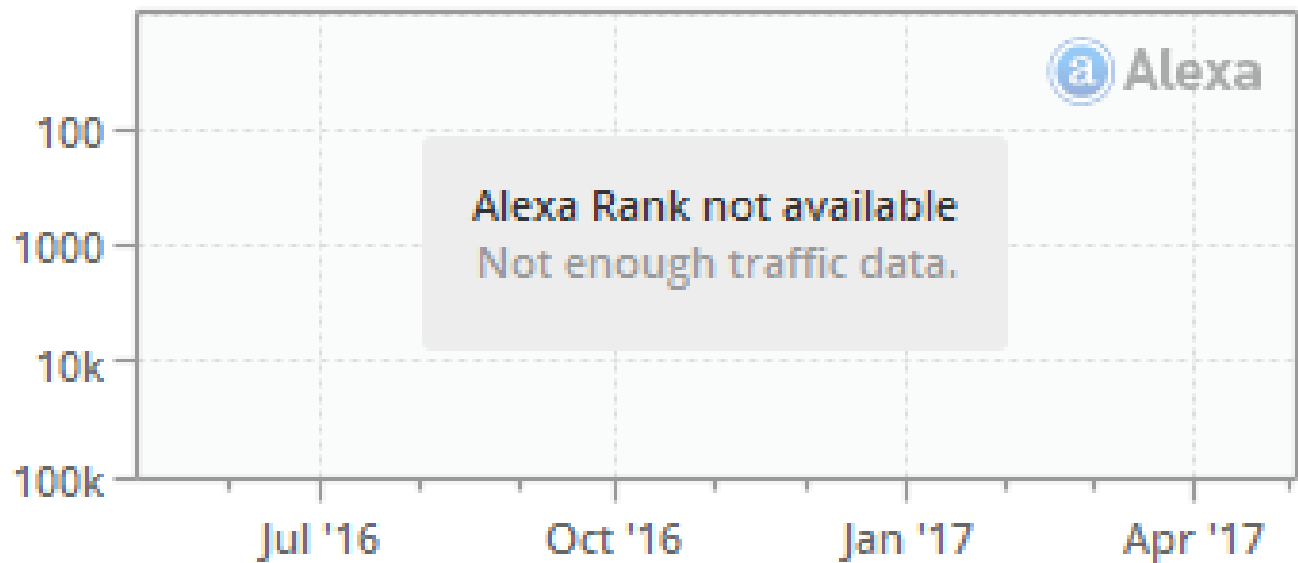 Alexa
100
Alexa Rank not available
1000
Not enough traffic data.
10k
100k
Jul '16 Oct '16 Jan '17 Apr '17